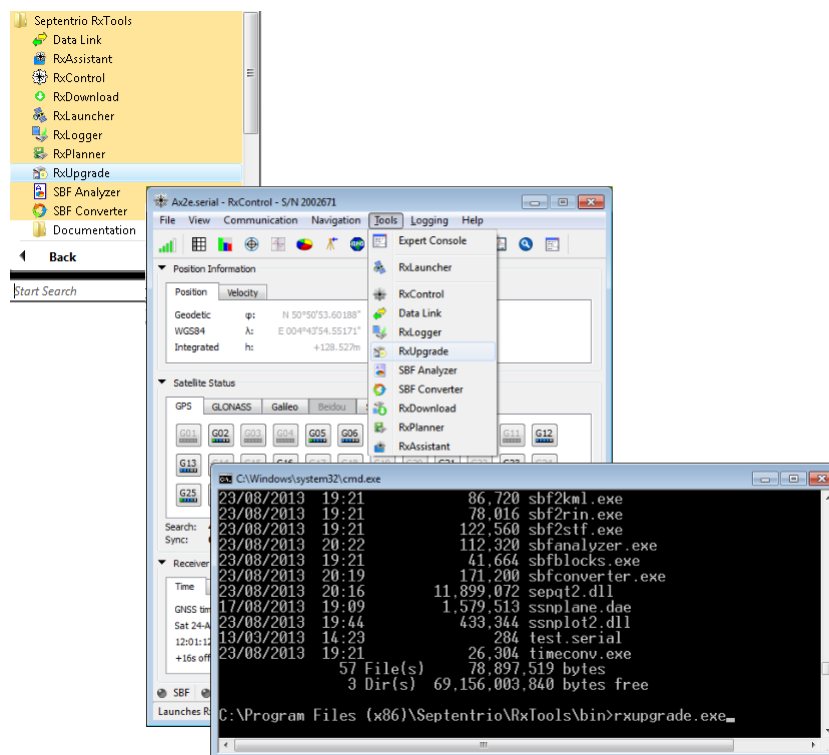 Septentrio RxTools
Data Link
RxAssistant
RxControl
RxDownload
RxLauncher
RxLogger
RxPlanner
RxUpgrade
SBF Analyzer
SBF Converter
Documentation
Back
Start Search
Ax2e.serial - RxControl - S/N 2002671
File View Communication Navigation Tools Logging Help
Expert Console
RxLauncher
RxControl
Data Link
RxLogger
RxUpgrade
SBF Analyzer
SBF Converter
RxDownload
RxPlanner
RxAssistant
Position Information
Position Velocity
Geodetic φ: N 50°50'53.60188"
WGS84 λ: E 004°43'54.55171"
Integrated h: +128.527m
Satellite Status
GPS GLONASS Galileo Beidou
G01 G02 G03 G04 G05 G06 G11 G12
G13
G25
Search:
Sync:
Receiver
Time
GNSS tim
Sat 24-A
12:01:12
+16s off
SBF
Launches R
C:\Windows\system32\cmd.exe
23/08/2013 19:21 86,720 sbf2kml.exe
23/08/2013 19:21 78,016 sbf2rin.exe
23/08/2013 19:21 122,560 sbf2stf.exe
23/08/2013 20:22 112,320 sbfanalyzer.exe
23/08/2013 19:21 41,664 sbfblocks.exe
23/08/2013 20:19 171,200 sbfconverter.exe
23/08/2013 20:16 11,899,072 sepqt2.dll
17/08/2013 19:09 1,579,513 ssnplane.dae
23/08/2013 19:44 433,344 ssnplot2.dll
13/03/2013 14:23 284 test.serial
23/08/2013 19:21 26,304 timeconv.exe
57 File(s) 78,897,519 bytes
3 Dir(s) 69,156,003,840 bytes free
C:\Program Files (x86)\Septentrio\RxTools\bin>rxupgrade.exe